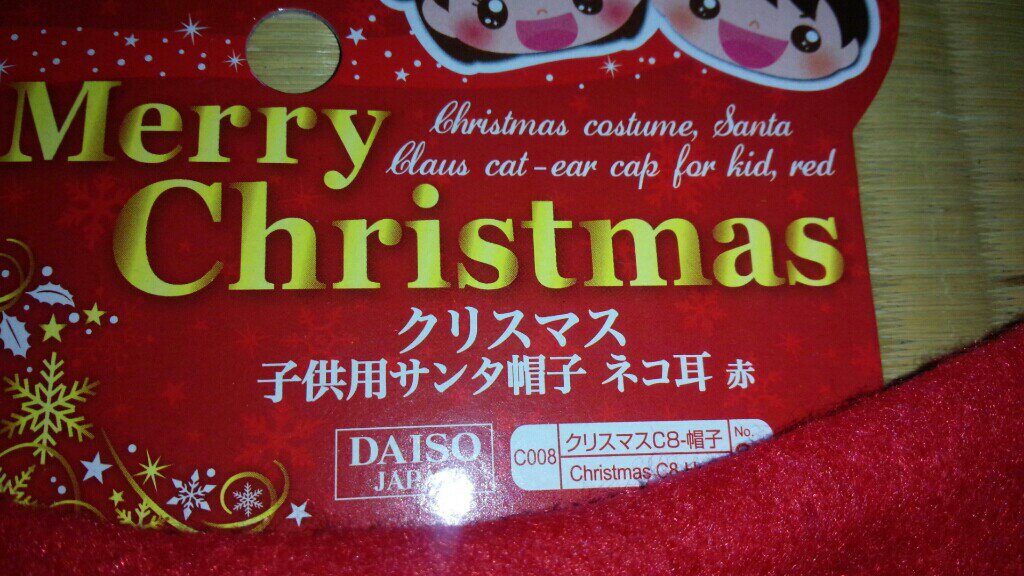 Merry
Christmas costume, Santa
Claus cat-ear cap for kid, red
Christmas
クリスマス
子供用サンタ帽子 ネコ耳 赤
DAISO
JAPAN
C008
クリスマスC8-帽子
No.
Christmas C8